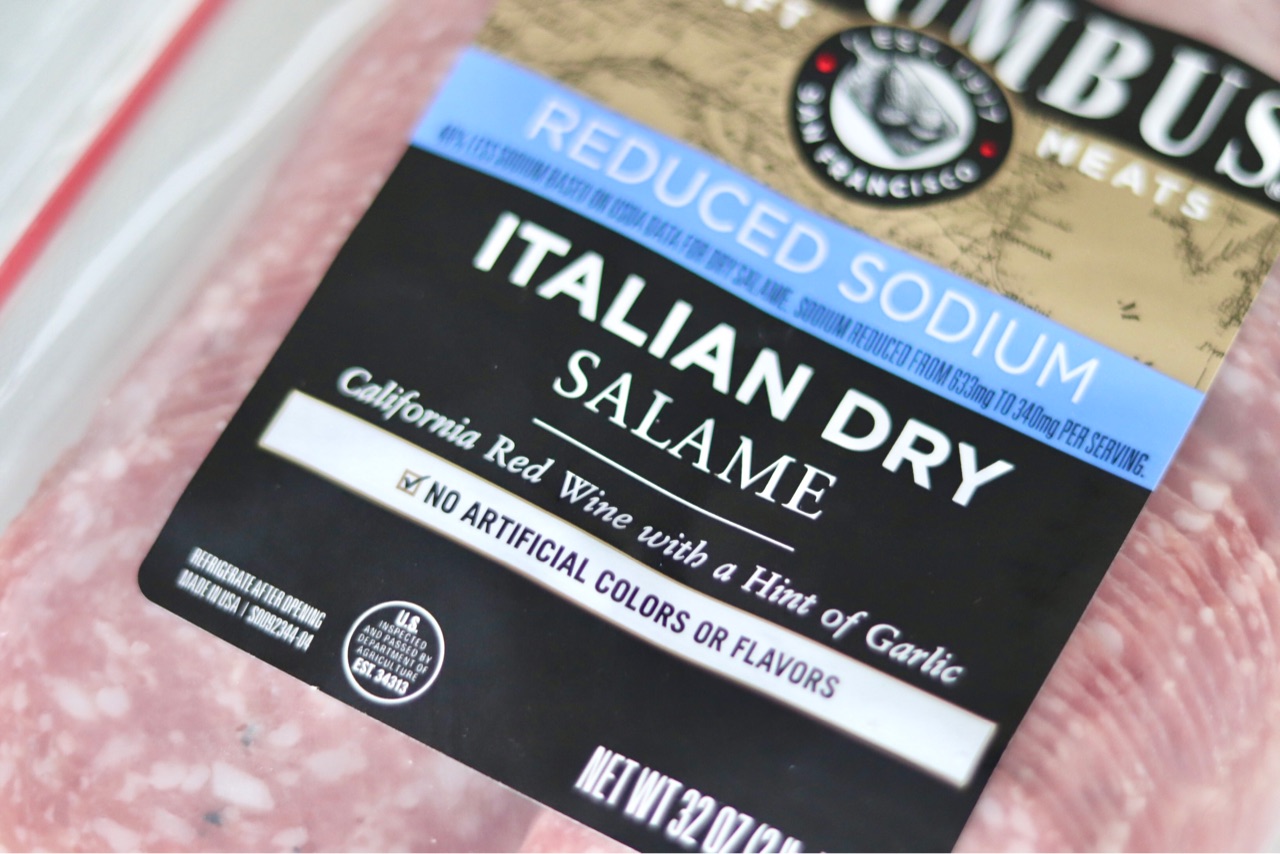 MBUS
MEATS
SAN FRANCISCO
REDUCED SODIUM
LESS SODIUM BASED ON USDA DATA FOR DRY SALAME. SODIUM REDUCED FROM 633mg TO 340mg PER SERVING.
ITALIAN DRY
SALAME
California Red Wine with a Hint of Garlic
NO ARTIFICIAL COLORS OR FLAVORS
REFRIGERATE AFTER OPENING
MADE IN USA |
U.S.
INSPECTED
AND PASSED BY
DEPARTMENT OF
AGRICULTURE
EST. 34313
NET WT 32 OZ